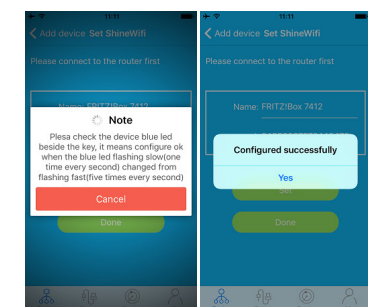 11:11
Add device Set ShineWifi
Please connect to the router first
Name: FRITZ!Box 7412
Note
Plesa check the device blue led
beside the key, it means configure ok
when the blue led flashing slow(one
time every second) changed from
flashing fast(five times every second)
Cancel
Done
11:11
Add device Set ShineWifi
Please connect to the router first
Name: FRITZ!Box 7412
Configured successfully
Yes
Set
Done